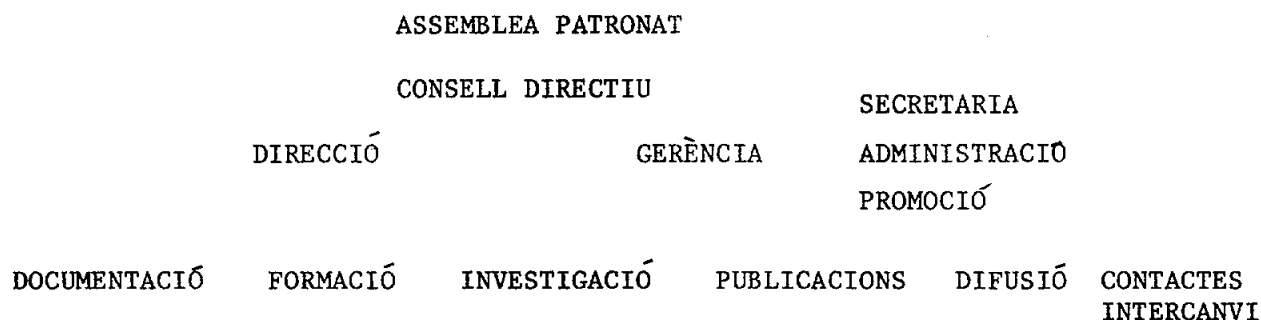 ASSEMBLEA PATRONAT
CONSELL DIRECTIU
SECRETARIA
DIRECCIÓ GERÈNCIA ADMINISTRACIÓ
PROMOCIÓ
DOCUMENTACIÓ FORMACIÓ INVESTIGACIÓ PUBLICACIONS DIFUSIÓ CONTACTES
INTERCANVI